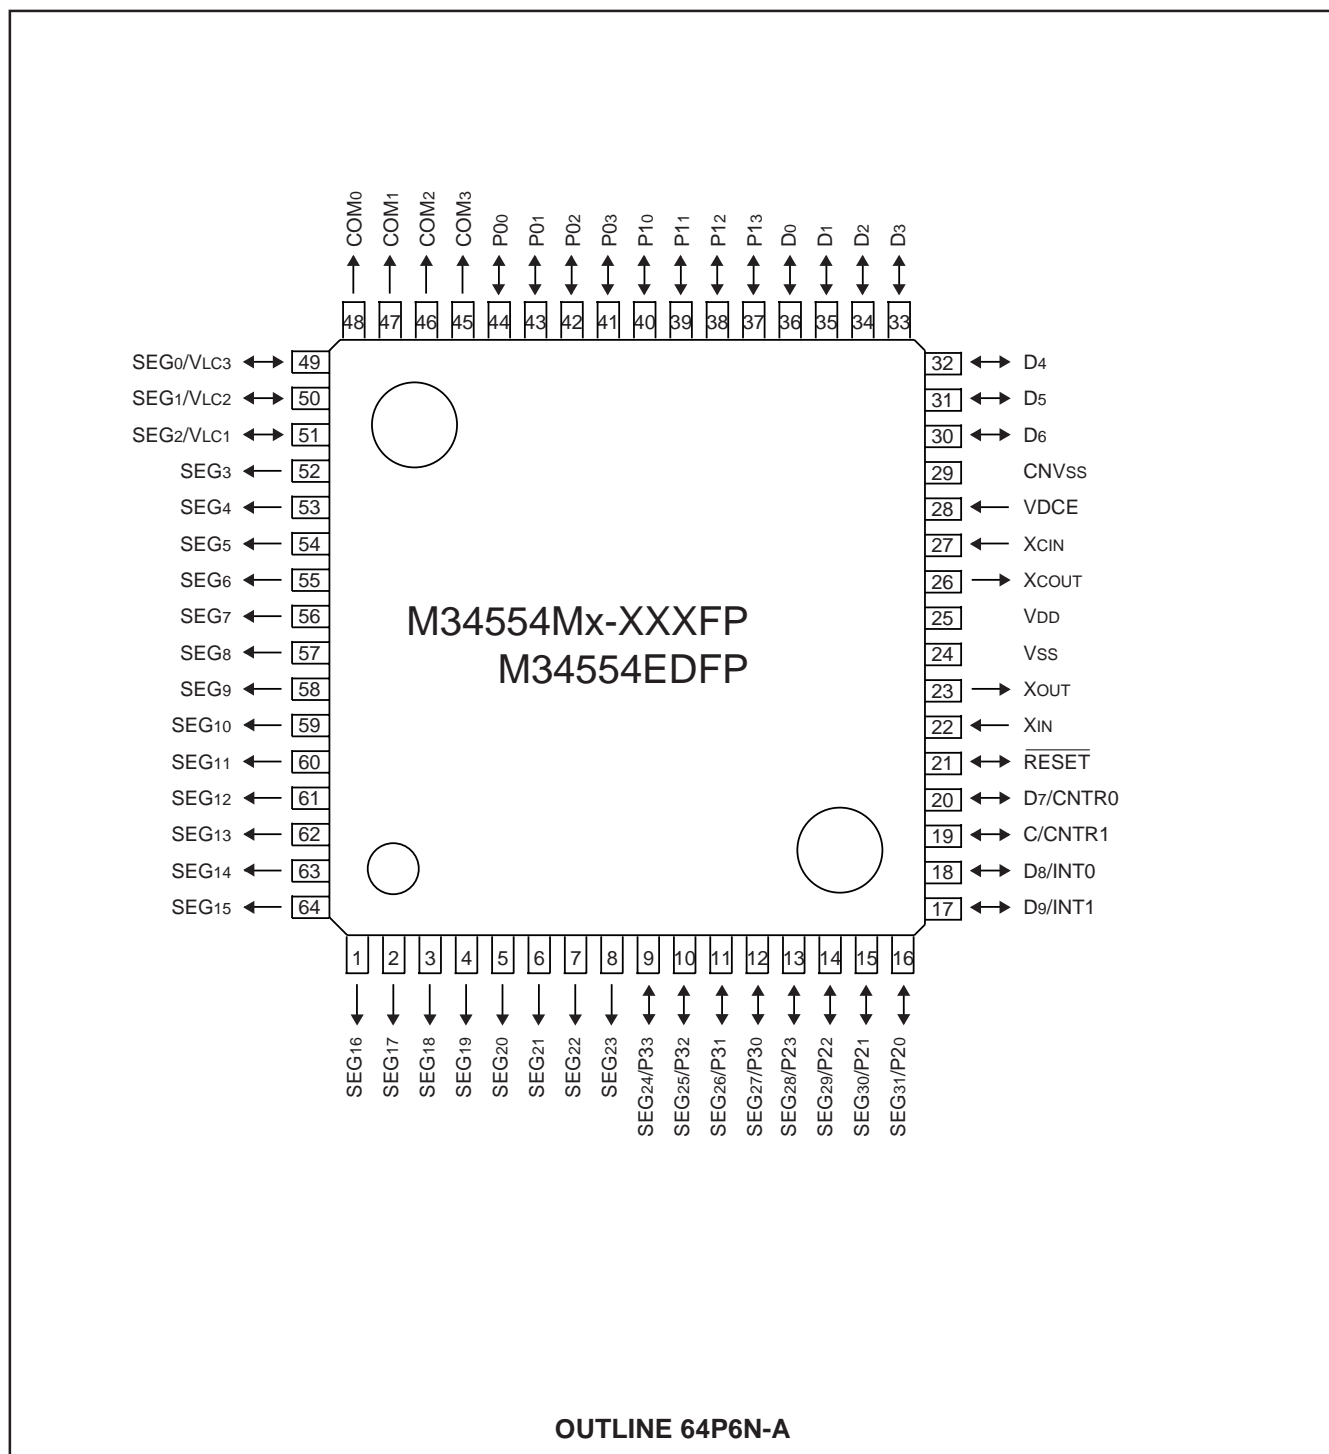 COM0
COM1
COM2
COM3
P00
P01
P02
P03
P10
P11
P12
P13
D0
D1
D2
D3
48 47 46 45 44 43 42 41 40 39 38 37 36 35 34 33
SEG0/VLC3 49
SEG1/VLC2 50
SEG2/VLC1 51
SEG3 52
SEG4 53
SEG5 54
SEG6 55
SEG7 56
SEG8 57
SEG9 58
SEG10 59
SEG11 60
SEG12 61
SEG13 62
SEG14 63
SEG15 64
M34554Mx-XXXFP
M34554EDFP
32 D4
31 D5
30 D6
29 CNVSS
28 VDCE
27 XCIN
26 XCOUT
25 VDD
24 VSS
23 XOUT
22 XIN
21 RESET
20 D7/CNTR0
19 C/CNTR1
18 D8/INT0
17 D9/INT1
1 2 3 4 5 6 7 8 9 10 11 12 13 14 15 16
SEG16
SEG17
SEG18
SEG19
SEG20
SEG21
SEG22
SEG23
SEG24/P33
SEG25/P32
SEG26/P31
SEG27/P30
SEG28/P23
SEG29/P22
SEG30/P21
SEG31/P20
OUTLINE 64P6N-A